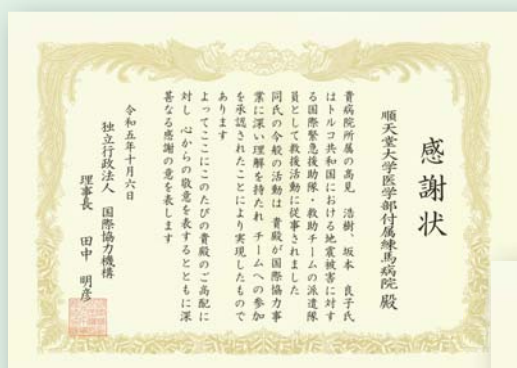 感謝状
順天堂大学医学部付属練馬病院 殿
貴病院所属の高見 浩樹、坂本 良子氏
はトルコ共和国における地震被害に対す
る国際緊急援助隊・救助チームの派遣隊
員として救援活動に従事されました
同氏の今般の活動は 貴殿が国際協力事
業に深い理解を持たれ チームへの参加
を承認されたことにより実現したもので
あります
よってここにこのたびの貴殿のご高配に
対し 心からの敬意を表するとともに深
甚なる感謝の意を表します
令和五年十月六日
独立行政法人 国際協力機構
理事長 田中 明彦